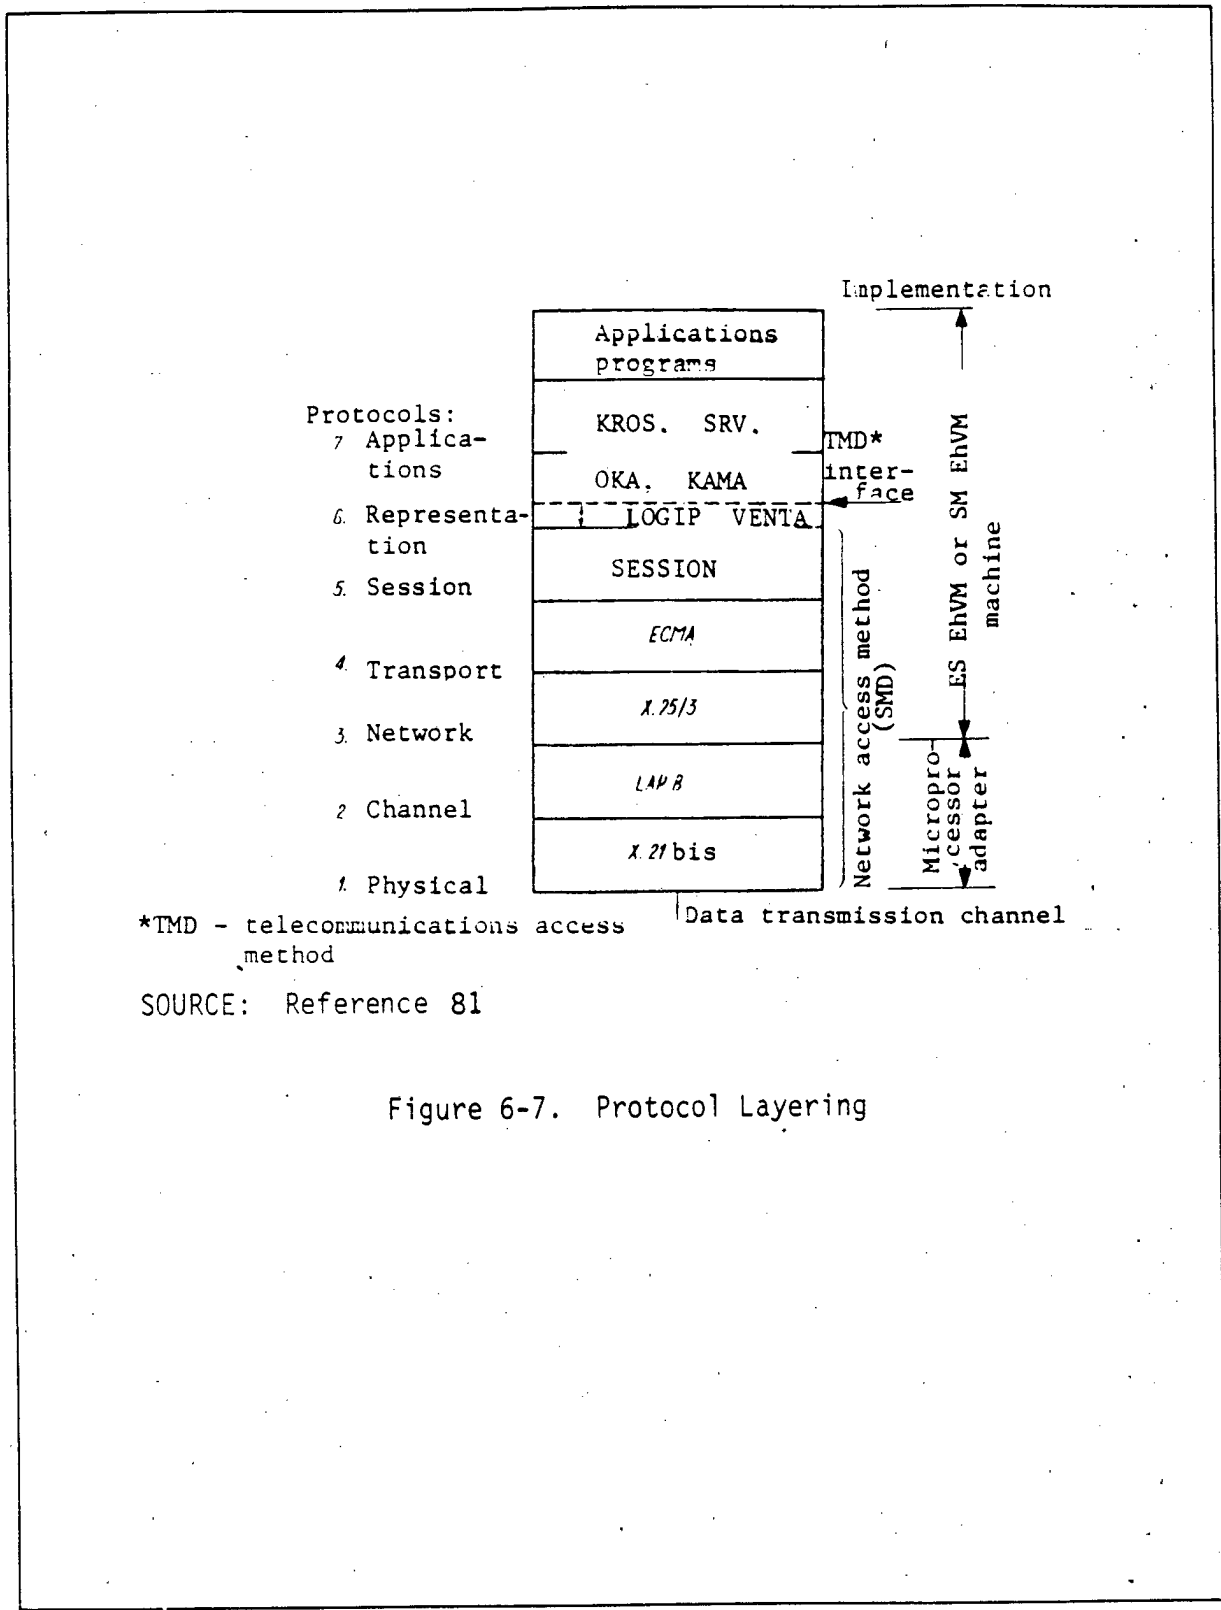 Implementation
Applications
programs
Protocols:
7 Applica-
tions
KROS. SRV.
TMD*
inter-
face
OKA. KAMA
6. Representa-
tion
LOGIP VENTA
5. Session
SESSION
4. Transport
ECMA
3. Network
X.25/3
2 Channel
LAP B
1. Physical
X.21 bis
Network access method
(SMD)
ES EhVM or SM EhVM
machine
Micropro-
cessor
adapter
Data transmission channel
*TMD - telecommunications access
method
SOURCE: Reference 81
Figure 6-7. Protocol Layering